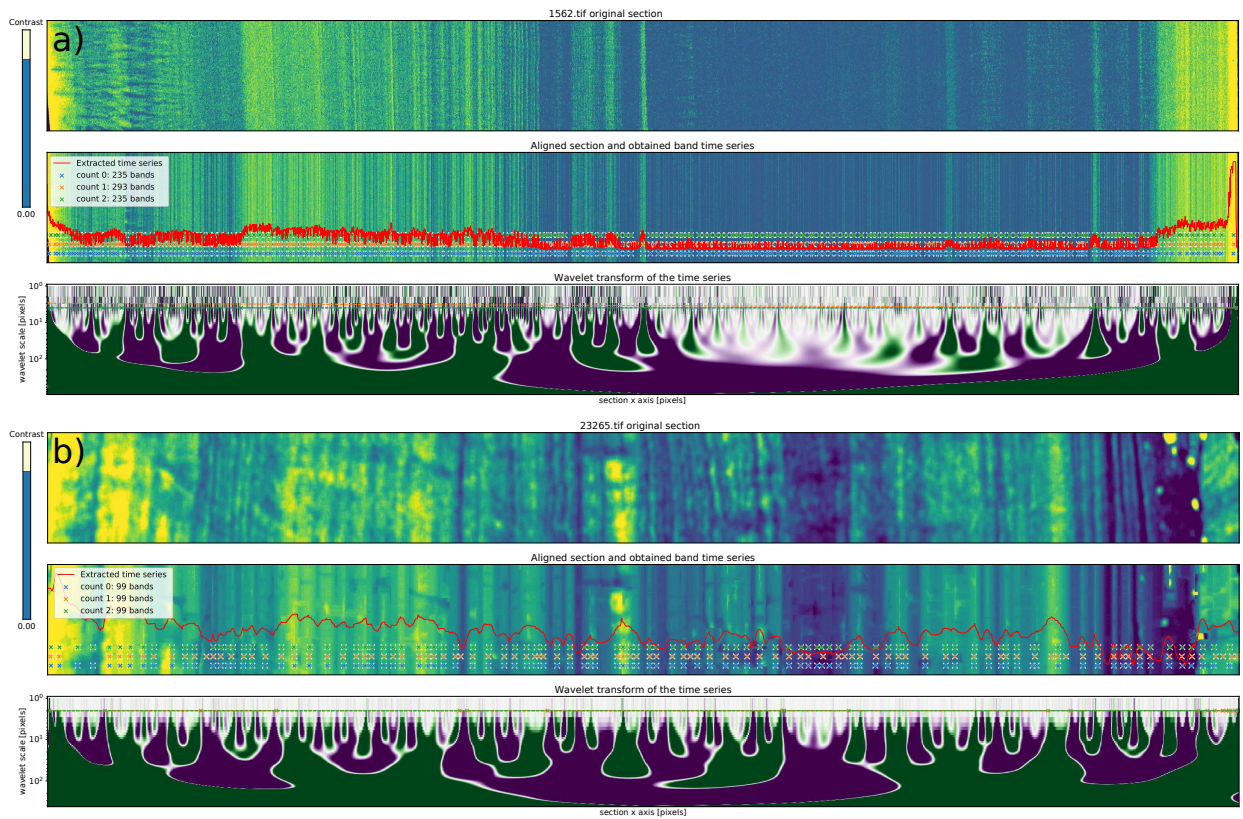 1562.tif original section
Contrast
a)
0.00
Aligned section and obtained band time series
Extracted time series
count 0: 235 bands
count 1: 293 bands
count 2: 235 bands
Wavelet transform of the time series
wavelet scale [pixels]
10⁰
10¹
10²
section x axis [pixels]
23265.tif original section
Contrast
b)
0.00
Aligned section and obtained band time series
Extracted time series
count 0: 99 bands
count 1: 99 bands
count 2: 99 bands
Wavelet transform of the time series
wavelet scale [pixels]
10⁰
10¹
10²
section x axis [pixels]